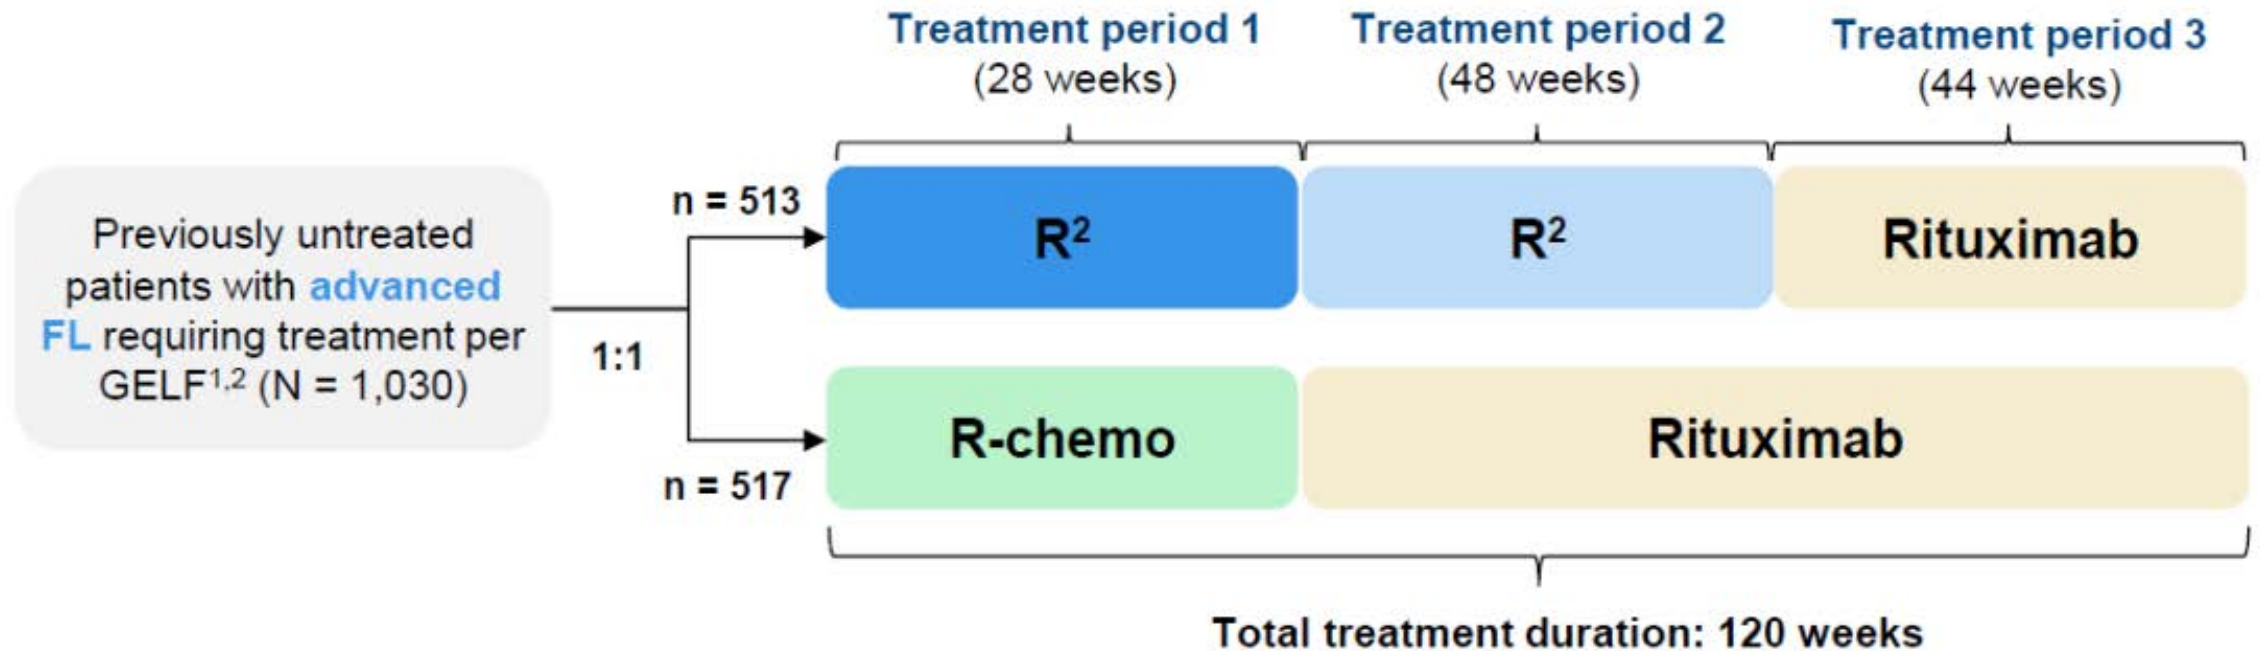 Treatment period 1
(28 weeks)
Treatment period 2
(48 weeks)
Treatment period 3
(44 weeks)
Previously untreated
patients with advanced
FL requiring treatment per
GELF¹,² (N = 1,030)
1:1
n = 513
R²
R²
Rituximab
n = 517
R-chemo
Rituximab
Total treatment duration: 120 weeks